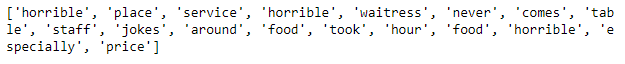 ['horrible', 'place', 'service', 'horrible', 'waitress', 'never', 'comes', 'tab
le', 'staff', 'jokes', 'around', 'food', 'took', 'hour', 'food', 'horrible', 'e
specially', 'price']